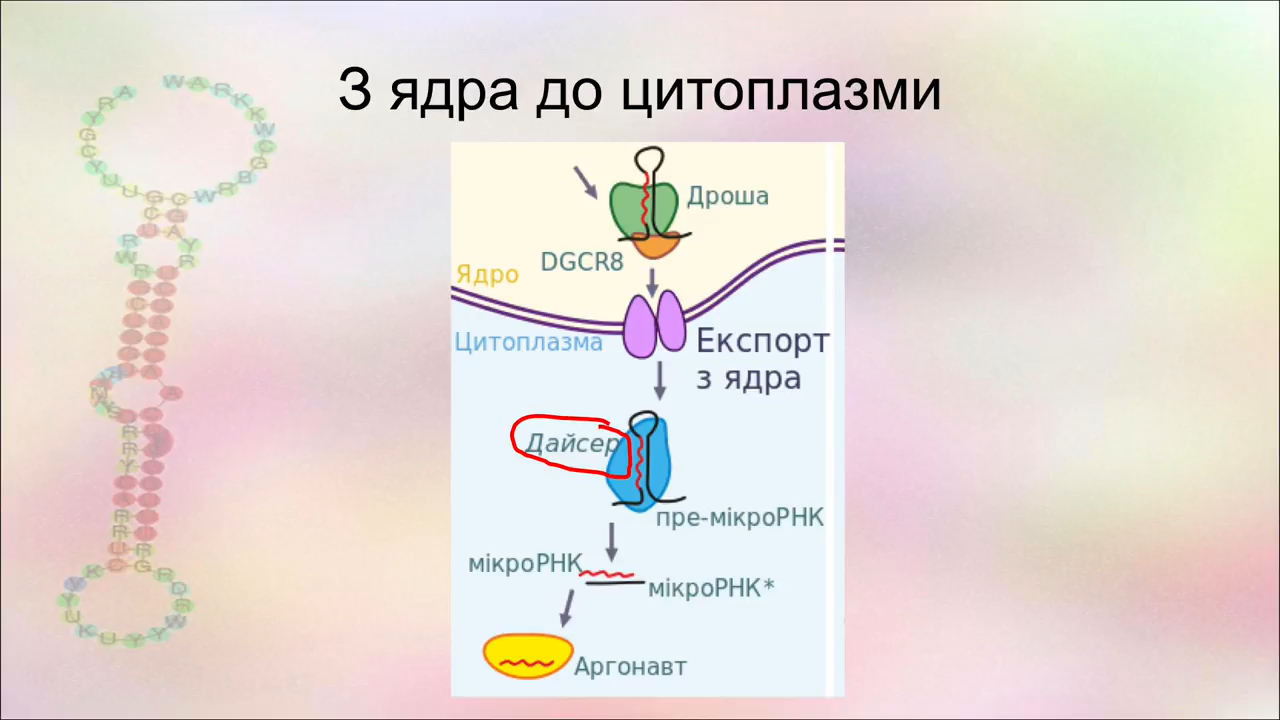 З ядра до цитоплазми
Дроша
DGCR8
Ядро
Цитоплазма
Експорт
з ядра
Дайсер
пре-мікроРНК
мікроРНК
мікроРНК*
Аргонавт